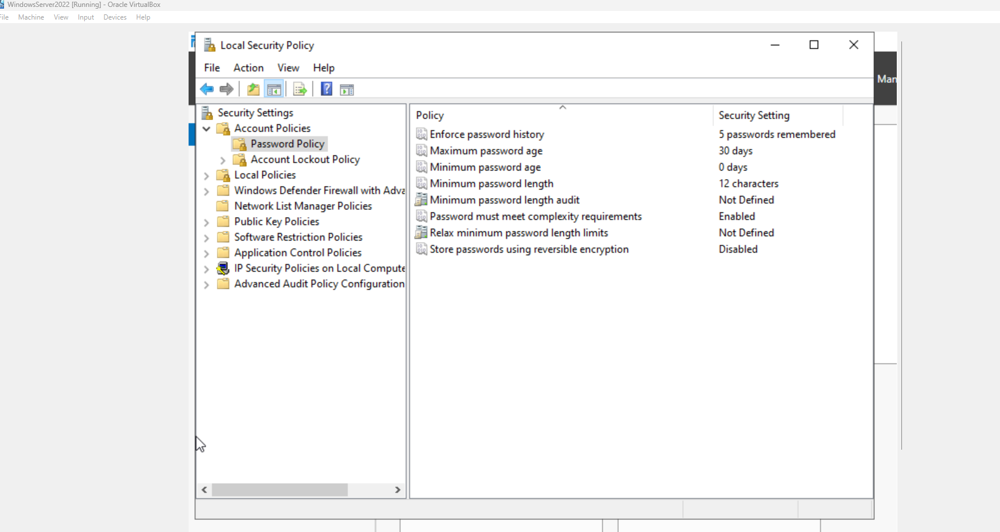 WindowsServer2022 [Running] - Oracle VirtualBox
File Machine View Input Devices Help
Local Security Policy
File Action View Help
Man
Security Settings
Account Policies
Password Policy
Account Lockout Policy
Local Policies
Windows Defender Firewall with Adva
Network List Manager Policies
Public Key Policies
Software Restriction Policies
Application Control Policies
IP Security Policies on Local Compute
Advanced Audit Policy Configuration
Policy Security Setting
Enforce password history 5 passwords remembered
Maximum password age 30 days
Minimum password age 0 days
Minimum password length 12 characters
Minimum password length audit Not Defined
Password must meet complexity requirements Enabled
Relax minimum password length limits Not Defined
Store passwords using reversible encryption Disabled